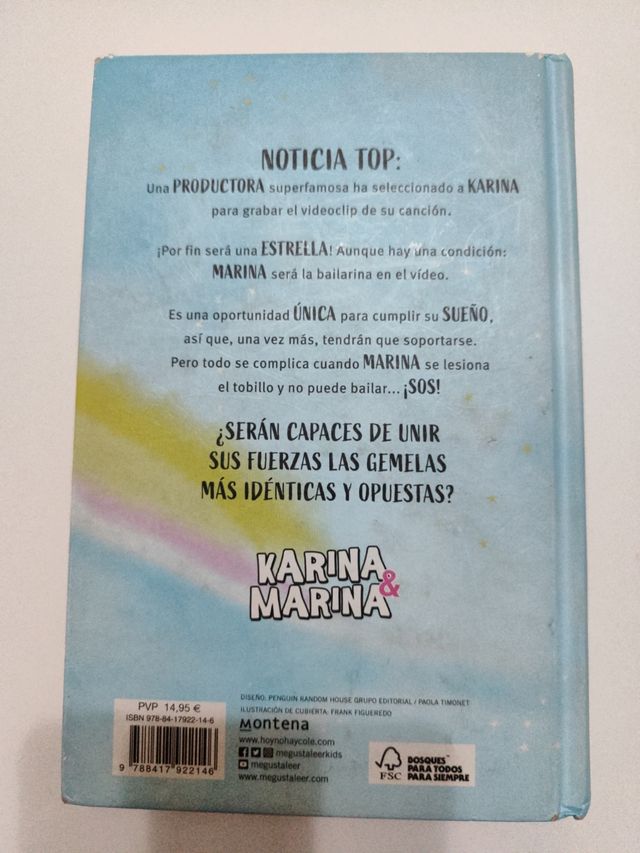 NOTICIA TOP:
Una PRODUCTORA superfamosa ha seleccionado a KARINA
para grabar el videoclip de su canción.
¡Por fin será una ESTRELLA! Aunque hay una condición:
MARINA será la bailarina en el vídeo.
Es una oportunidad ÚNICA para cumplir su SUEÑO,
así que, una vez más, tendrán que soportarse.
Pero todo se complica cuando MARINA se lesiona
el tobillo y no puede bailar... ¡SOS!
¿SERÁN CAPACES DE UNIR
SUS FUERZAS LAS GEMELAS
MÁS IDÉNTICAS Y OPUESTAS?
KARINA &
MARINA
PVP 14,95 €
ISBN 978-84-17922-14-6
9 788417 922146
DISEÑO: PENGUIN RANDOM HOUSE GRUPO EDITORIAL / PAOLA TIMONET
ILUSTRACIÓN DE CUBIERTA: FRANK FIGUEREDO
montena
www.hoynohaycole.com
megustaleerkids
megustaleer
www.megustaleer.com
FSC
BOSQUES
PARA TODOS
PARA SIEMPRE